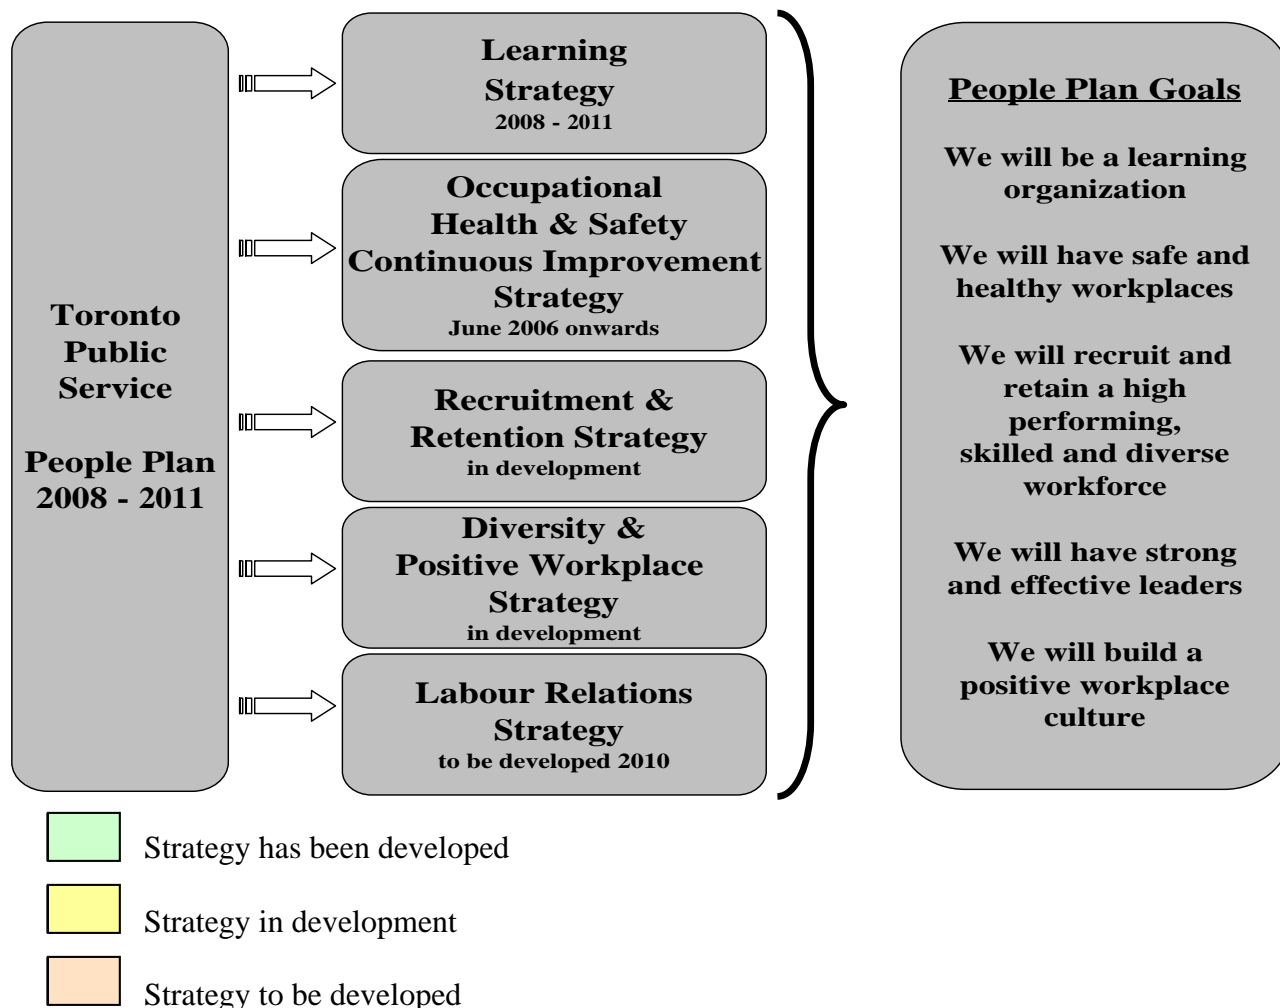 Toronto
Public
Service
People Plan
2008 - 2011
Learning
Strategy
2008 - 2011
Occupational
Health & Safety
Continuous Improvement
Strategy
June 2006 onwards
Recruitment &
Retention Strategy
in development
Diversity &
Positive Workplace
Strategy
in development
Labour Relations
Strategy
to be developed 2010
People Plan Goals
We will be a learning
organization
We will have safe and
healthy workplaces
We will recruit and
retain a high
performing,
skilled and diverse
workforce
We will have strong
and effective leaders
We will build a
positive workplace
culture
Strategy has been developed
Strategy in development
Strategy to be developed